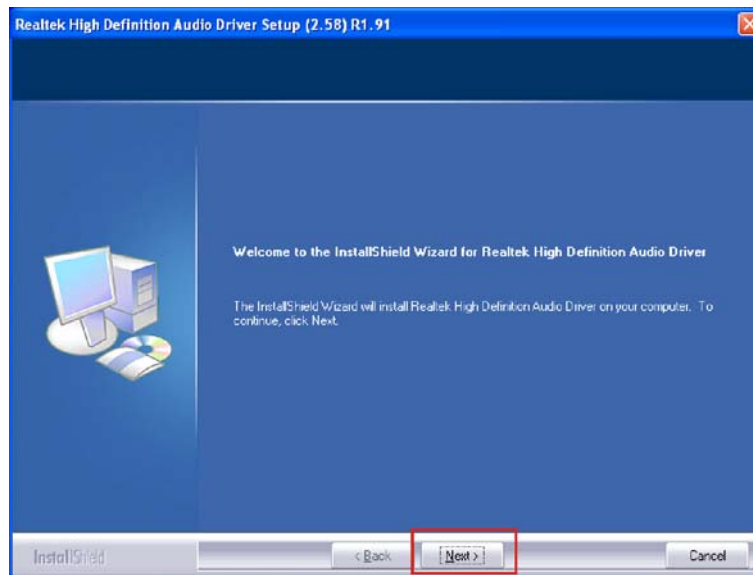 Realtek High Definition Audio Driver Setup (2.58) R1.91
Welcome to the InstallShield Wizard for Realtek High Definition Audio Driver
The InstallShield Wizard will install Realtek High Definition Audio Driver on your computer. To
continue, click Next.
InstallShield
< Back
Next >
Cancel